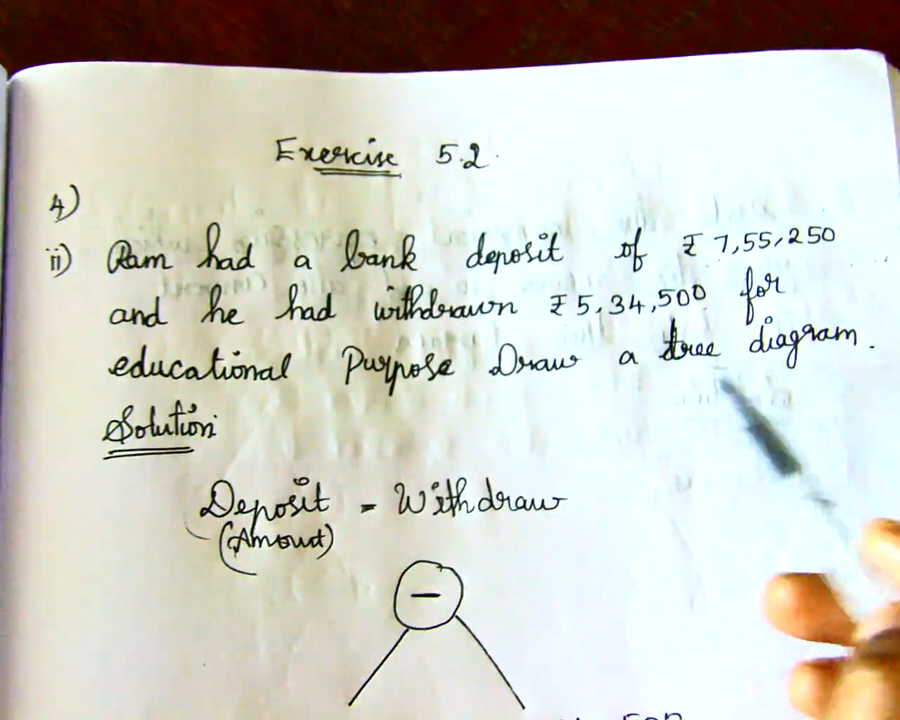 Exercise 5.2.
4)
ii) Ram had a bank deposit of ₹ 7,55,250
and he had withdrawn ₹ 5,34,500 for
educational Purpose Draw a tree diagram.
Solution
Deposit - Withdraw
(Amount)
-